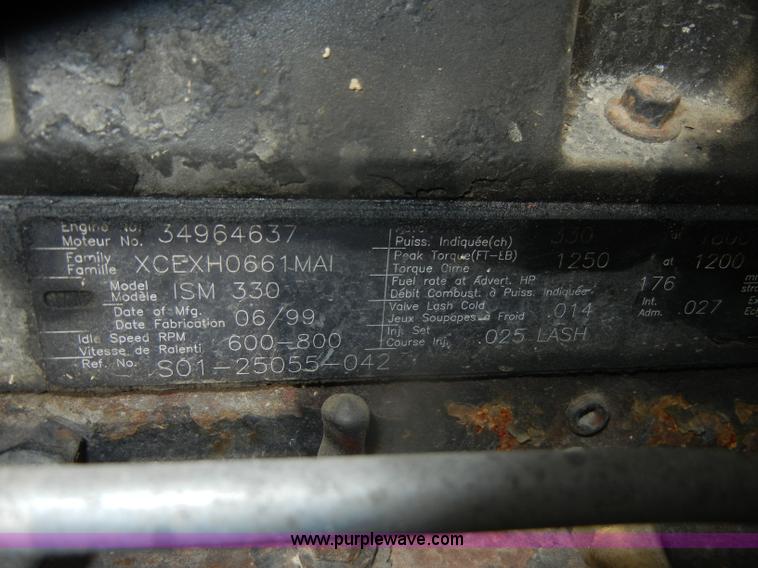 Engine No. 34964637
Moteur No.
Family XCEXH0661MAI
Famille
Model ISM 330
Modèle
Date of Mfg. 06/99
Date Fabrication
Idle Speed RPM 600-800
Vitesse de Ralenti
Ref. No. S01-25055-042
330 at 1800
Puiss. Indiquée(ch)
Peak Torque(FT-LB) 1250 at 1200
Torque Cime
Fuel rate at Advert. HP 176
Débit Combust. à Puiss. Indiquée
Valve Lash Cold .014 Int. .027
Jeux Soupapes à Froid Adm.
Inj. Set .025 LASH
Course Inj.
www.purplewave.com